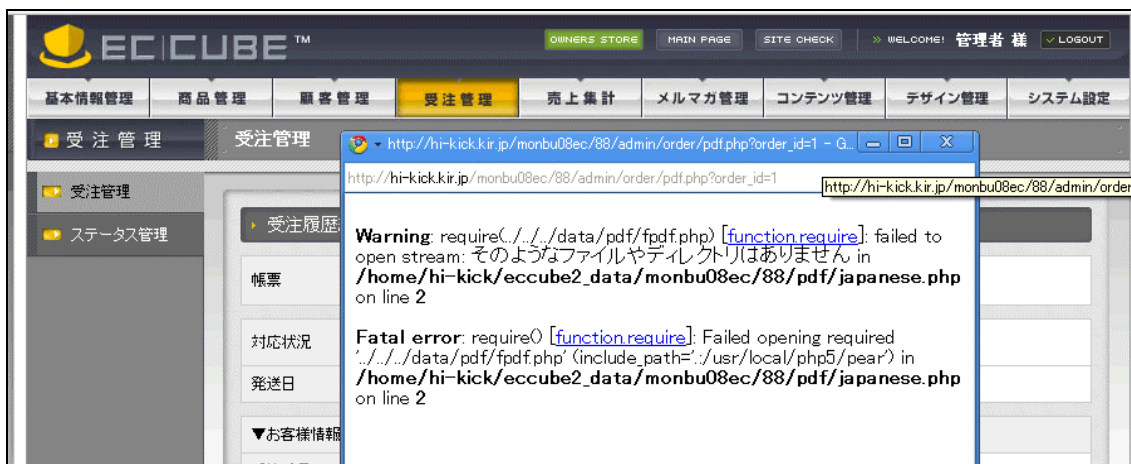 EC CUBE ™
OWNERS STORE MAIN PAGE SITE CHECK » WELCOME! 管理者 様 LOGOUT
基本情報管理 商品管理 顧客管理 受注管理 売上集計 メルマガ管理 コンテンツ管理 デザイン管理 システム設定
受注管理
受注管理
ステータス管理
受注管理
受注履歴
帳票
対応状況
発送日
▼お客様情報
http://hi-kick.kir.jp/monbu08ec/88/admin/order/pdf.php?order_id=1 - G...
http://hi-kick.kir.jp/monbu08ec/88/admin/order/pdf.php?order_id=1
http://hi-kick.kir.jp/monbu08ec/88/admin/order
Warning: require(../../../data/pdf/fpdf.php) [function.require]: failed to
open stream: そのようなファイルやディレクトリはありません in
/home/hi-kick/eccube2_data/monbu08ec/88/pdf/japanese.php
on line 2
Fatal error: require() [function.require]: Failed opening required
'../../../data/pdf/fpdf.php' (include_path='.:/usr/local/php5/pear') in
/home/hi-kick/eccube2_data/monbu08ec/88/pdf/japanese.php
on line 2